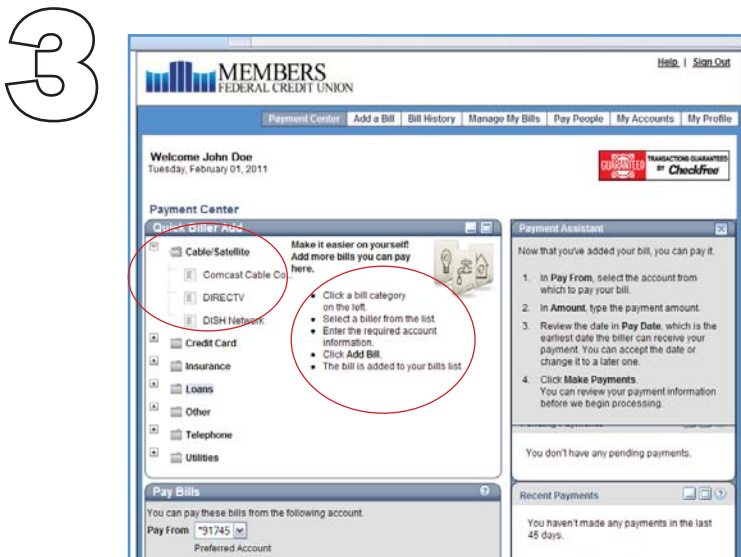 3
MEMBERS
FEDERAL CREDIT UNION
Help | Sign Out
Payment Center
Add a Bill
Bill History
Manage My Bills
Pay People
My Accounts
My Profile
Welcome John Doe
Tuesday, February 01, 2011
GUARANTEED
TRANSACTIONS GUARANTEED
BY CheckFree
Payment Center
Quick Biller Add
Cable/Satellite
Comcast Cable Co...
DIRECTV
DISH Network
Credit Card
Insurance
Loans
Other
Telephone
Utilities
Make it easier on yourself!
Add more bills you can pay
here.
• Click a bill category
on the left.
• Select a biller from the list.
• Enter the required account
information.
• Click Add Bill.
• The bill is added to your bills list.
Payment Assistant
Now that you've added your bill, you can pay it.
1. In Pay From, select the account from
which to pay your bill.
2. In Amount, type the payment amount.
3. Review the date in Pay Date, which is the
earliest date the biller can receive your
payment. You can accept the date or
change it to a later one.
4. Click Make Payments.
You can review your payment information
before we begin processing.
Pending Payments
You don't have any pending payments.
Pay Bills
You can pay these bills from the following account.
Pay From *91745
Preferred Account
Recent Payments
You haven't made any payments in the last
45 days.